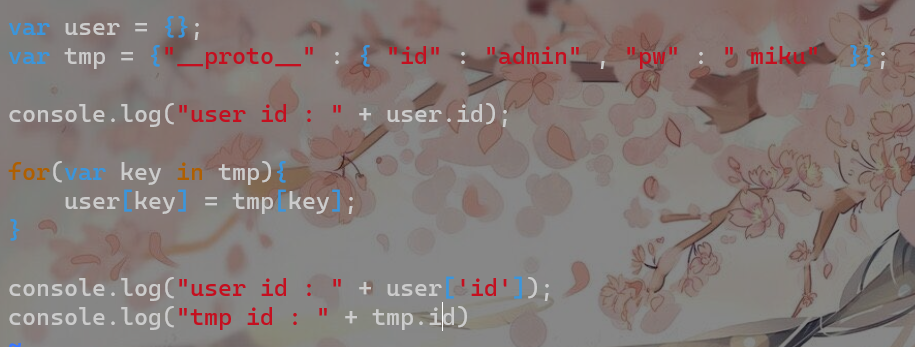 var user = {};
var tmp = {"__proto__" : { "id" : "admin" , "pw" : " miku" }};
console.log("user id : " + user.id);
for(var key in tmp){
user[key] = tmp[key];
}
console.log("user id : " + user['id']);
console.log("tmp id : " + tmp.id)
~